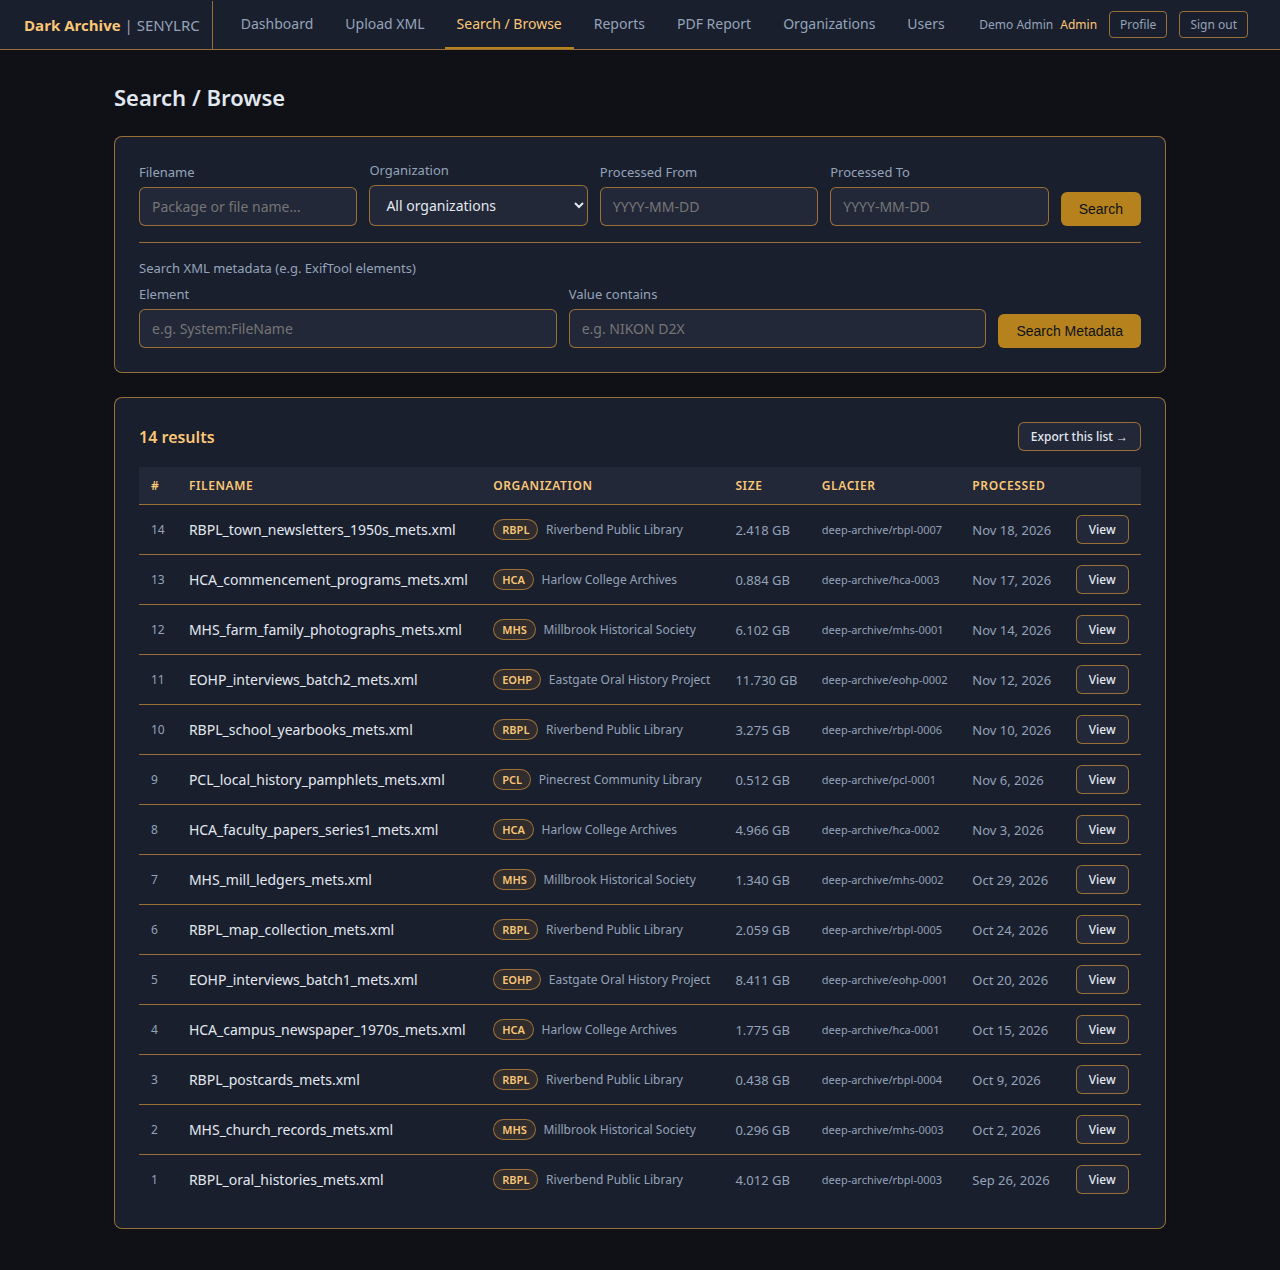 Dark Archive | SENYLRC Dashboard Upload XML Search / Browse Reports PDF Report Organizations Users Demo Admin Admin Profile Sign out
Search / Browse
Filename Organization Processed From Processed To
Package or file name... All organizations YYYY-MM-DD YYYY-MM-DD Search
Search XML metadata (e.g. ExifTool elements)
Element Value contains
e.g. System:FileName e.g. NIKON D2X Search Metadata
14 results Export this list →
# FILENAME ORGANIZATION SIZE GLACIER PROCESSED
14 RBPL_town_newsletters_1950s_mets.xml RBPL Riverbend Public Library 2.418 GB deep-archive/rbpl-0007 Nov 18, 2026 View
13 HCA_commencement_programs_mets.xml HCA Harlow College Archives 0.884 GB deep-archive/hca-0003 Nov 17, 2026 View
12 MHS_farm_family_photographs_mets.xml MHS Millbrook Historical Society 6.102 GB deep-archive/mhs-0001 Nov 14, 2026 View
11 EOHP_interviews_batch2_mets.xml EOHP Eastgate Oral History Project 11.730 GB deep-archive/eohp-0002 Nov 12, 2026 View
10 RBPL_school_yearbooks_mets.xml RBPL Riverbend Public Library 3.275 GB deep-archive/rbpl-0006 Nov 10, 2026 View
9 PCL_local_history_pamphlets_mets.xml PCL Pinecrest Community Library 0.512 GB deep-archive/pcl-0001 Nov 6, 2026 View
8 HCA_faculty_papers_series1_mets.xml HCA Harlow College Archives 4.966 GB deep-archive/hca-0002 Nov 3, 2026 View
7 MHS_mill_ledgers_mets.xml MHS Millbrook Historical Society 1.340 GB deep-archive/mhs-0002 Oct 29, 2026 View
6 RBPL_map_collection_mets.xml RBPL Riverbend Public Library 2.059 GB deep-archive/rbpl-0005 Oct 24, 2026 View
5 EOHP_interviews_batch1_mets.xml EOHP Eastgate Oral History Project 8.411 GB deep-archive/eohp-0001 Oct 20, 2026 View
4 HCA_campus_newspaper_1970s_mets.xml HCA Harlow College Archives 1.775 GB deep-archive/hca-0001 Oct 15, 2026 View
3 RBPL_postcards_mets.xml RBPL Riverbend Public Library 0.438 GB deep-archive/rbpl-0004 Oct 9, 2026 View
2 MHS_church_records_mets.xml MHS Millbrook Historical Society 0.296 GB deep-archive/mhs-0003 Oct 2, 2026 View
1 RBPL_oral_histories_mets.xml RBPL Riverbend Public Library 4.012 GB deep-archive/rbpl-0003 Sep 26, 2026 View